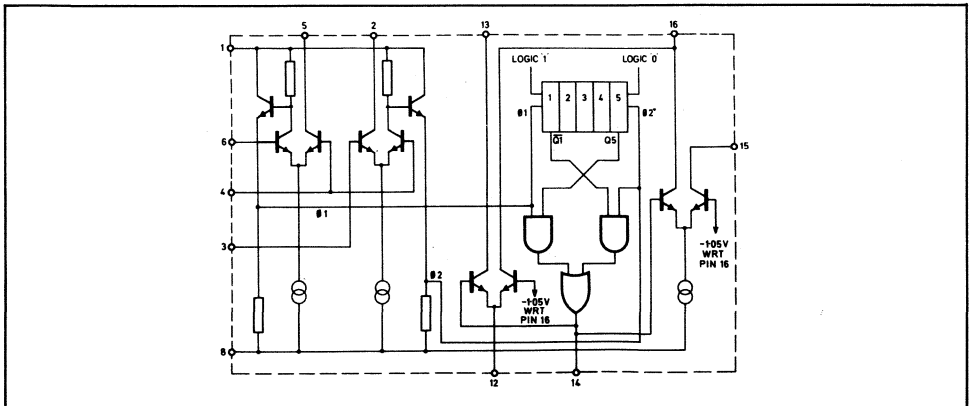 5
2
13
16
1
LOGIC '1'
LOGIC '0'
1 2 3 4 5
ø1
ø2"
Q̅1̅
Q5
6
15
4
ø1
3
-1·05V
WRT
PIN 16
ø2
-1·05V
WRT
PIN 16
8
12
14